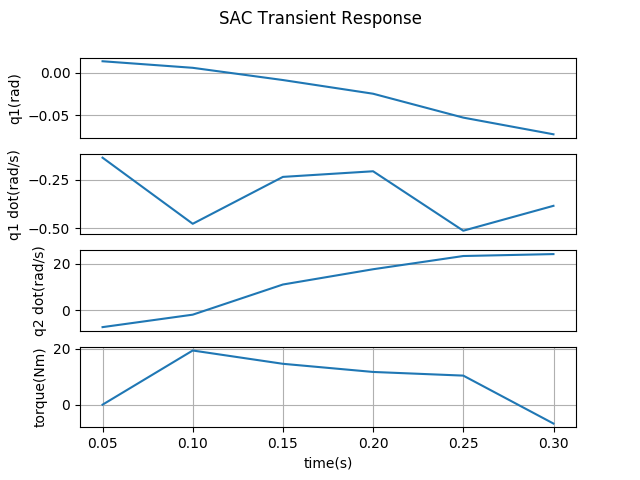 SAC Transient Response
0.00
−0.05
q1(rad)
−0.25
−0.50
q1 dot(rad/s)
20
0
q2 dot(rad/s)
20
0
torque(Nm)
0.05 0.10 0.15 0.20 0.25 0.30
time(s)